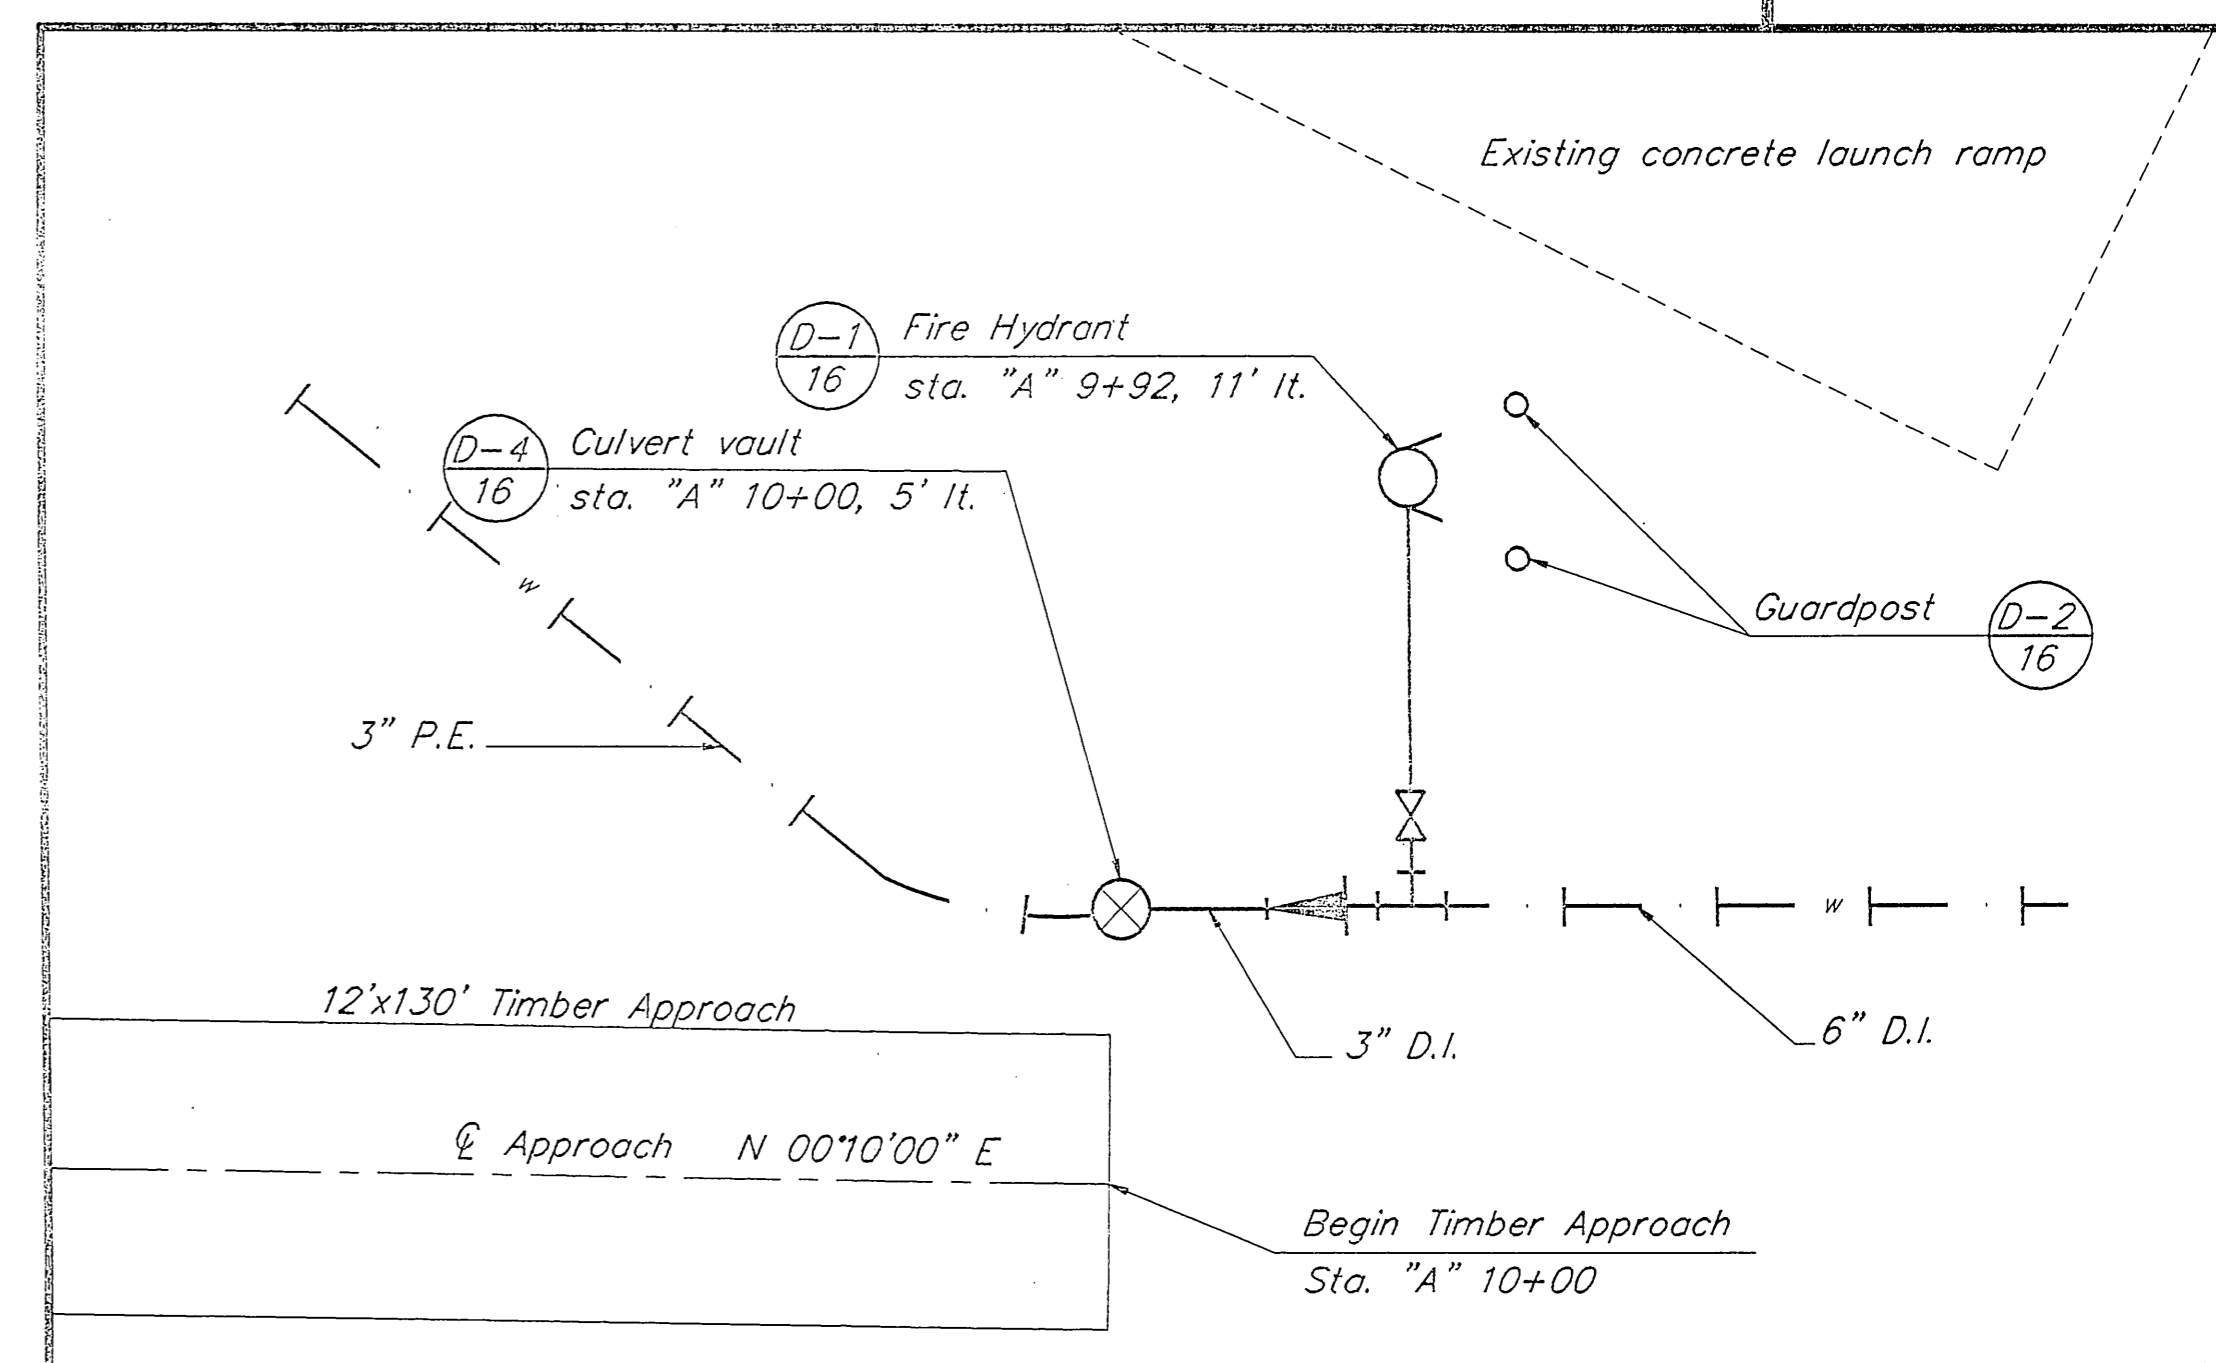 Existing concrete launch ramp
D-1
16
Fire Hydrant
sta. "A" 9+92, 11' lt.
D-4
16
Culvert vault
sta. "A" 10+00, 5' lt.
w
Guardpost
D-2
16
3" P.E.
w
12'x130' Timber Approach
3" D.I.
6" D.I.
℄ Approach N 00°10'00" E
Begin Timber Approach
Sta. "A" 10+00